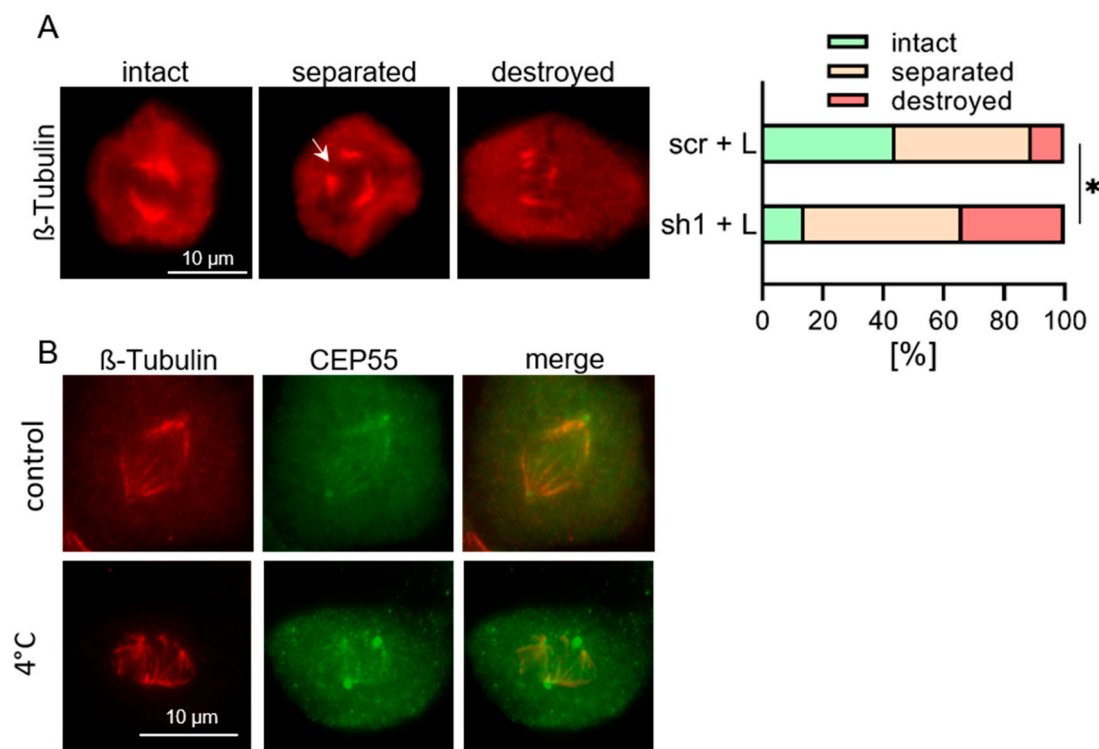 A
intact separated destroyed
ß-Tubulin
10 µm
intact
separated
destroyed
scr + L
sh1 + L
*
0 20 40 60 80 100
[%]
B
ß-Tubulin CEP55 merge
control
4°C
10 µm